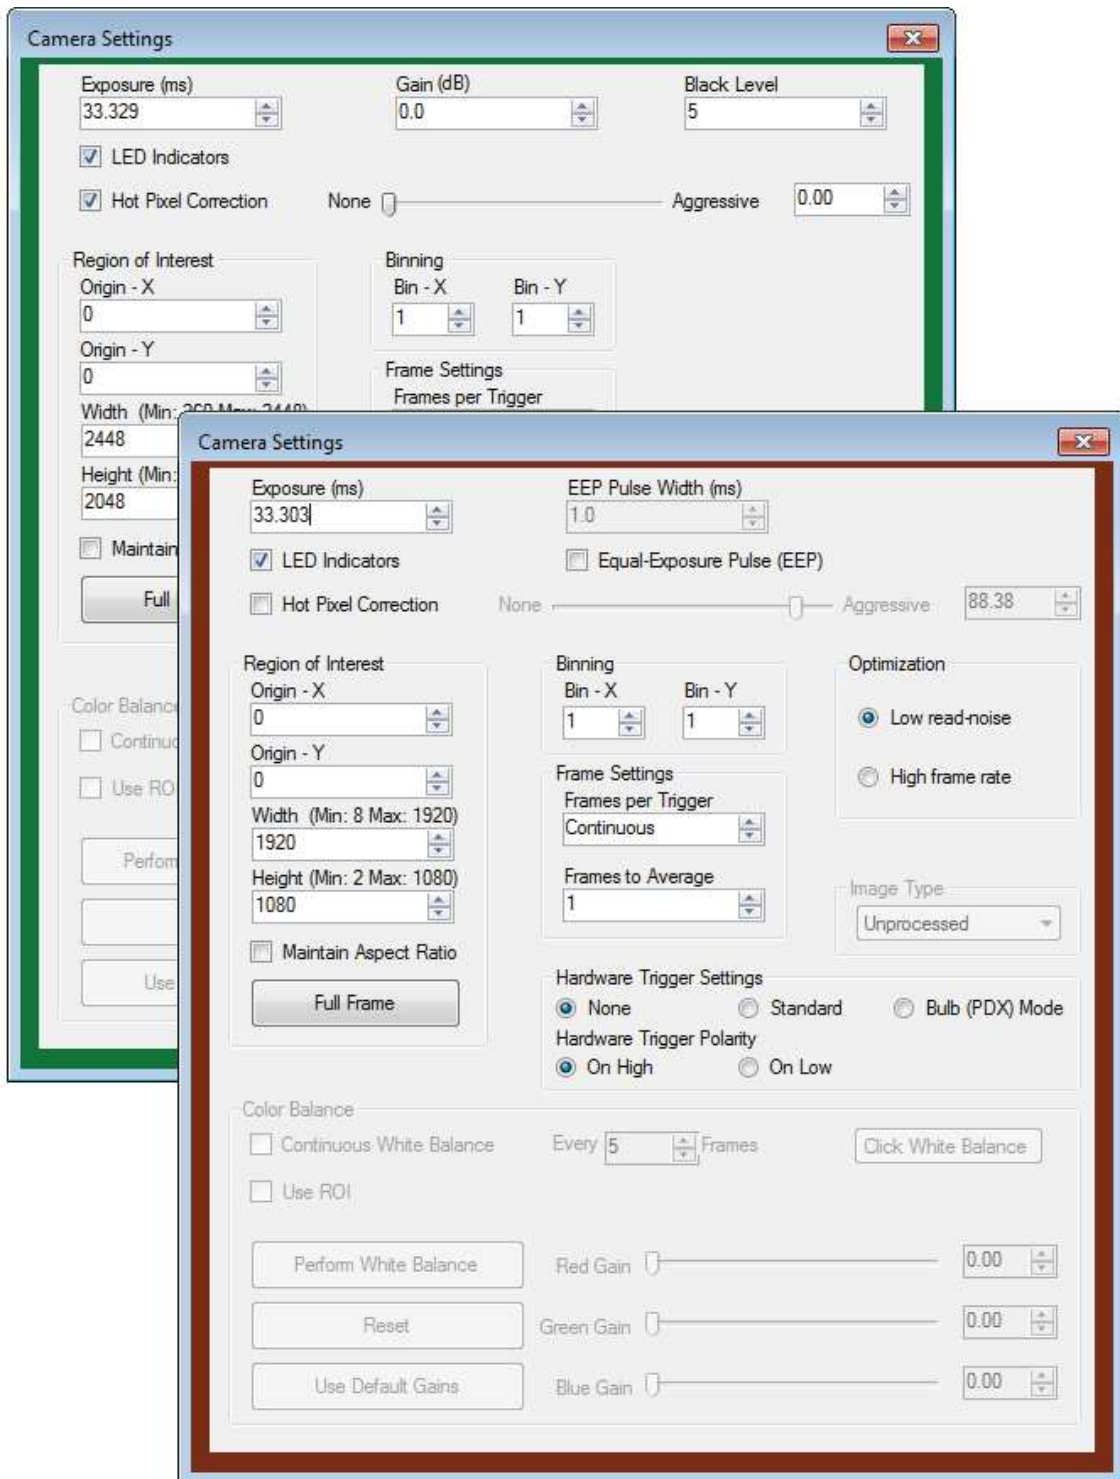 Camera Settings
Exposure (ms) Gain (dB) Black Level
33.329 0.0 5
LED Indicators
Hot Pixel Correction None Aggressive 0.00
Region of Interest Binning
Origin - X Bin - X Bin - Y
0 1 1
Origin - Y
0 Frame Settings
Frames per Trigger
Width (Min:
2448
Height (Min:
2048
Maintain
Full
Color Balance
Use RO
Use
Camera Settings
Exposure (ms) EEP Pulse Width (ms)
33.303 1.0
LED Indicators Equal-Exposure Pulse (EEP)
Hot Pixel Correction None Aggressive 88.38
Region of Interest Binning Optimization
Origin - X Bin - X Bin - Y
0 1 1 Low read-noise
Origin - Y
0 Frame Settings High frame rate
Frames per Trigger
Width (Min: 8 Max: 1920) Continuous
1920
Height (Min: 2 Max: 1080) Frames to Average Image Type
1080 1 Unprocessed
Maintain Aspect Ratio
Full Frame
Hardware Trigger Settings
None Standard Bulb (PDX) Mode
Hardware Trigger Polarity
On High On Low
Color Balance
Continuous White Balance Every 5 Frames Click White Balance
Use ROI
Perform White Balance Red Gain 0.00
Reset Green Gain 0.00
Use Default Gains Blue Gain 0.00